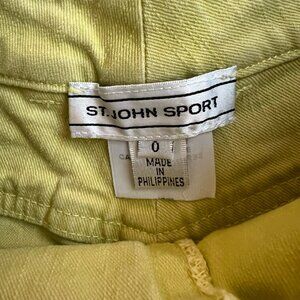 ST. JOHN SPORT
0
MADE IN
PHILIPPINES